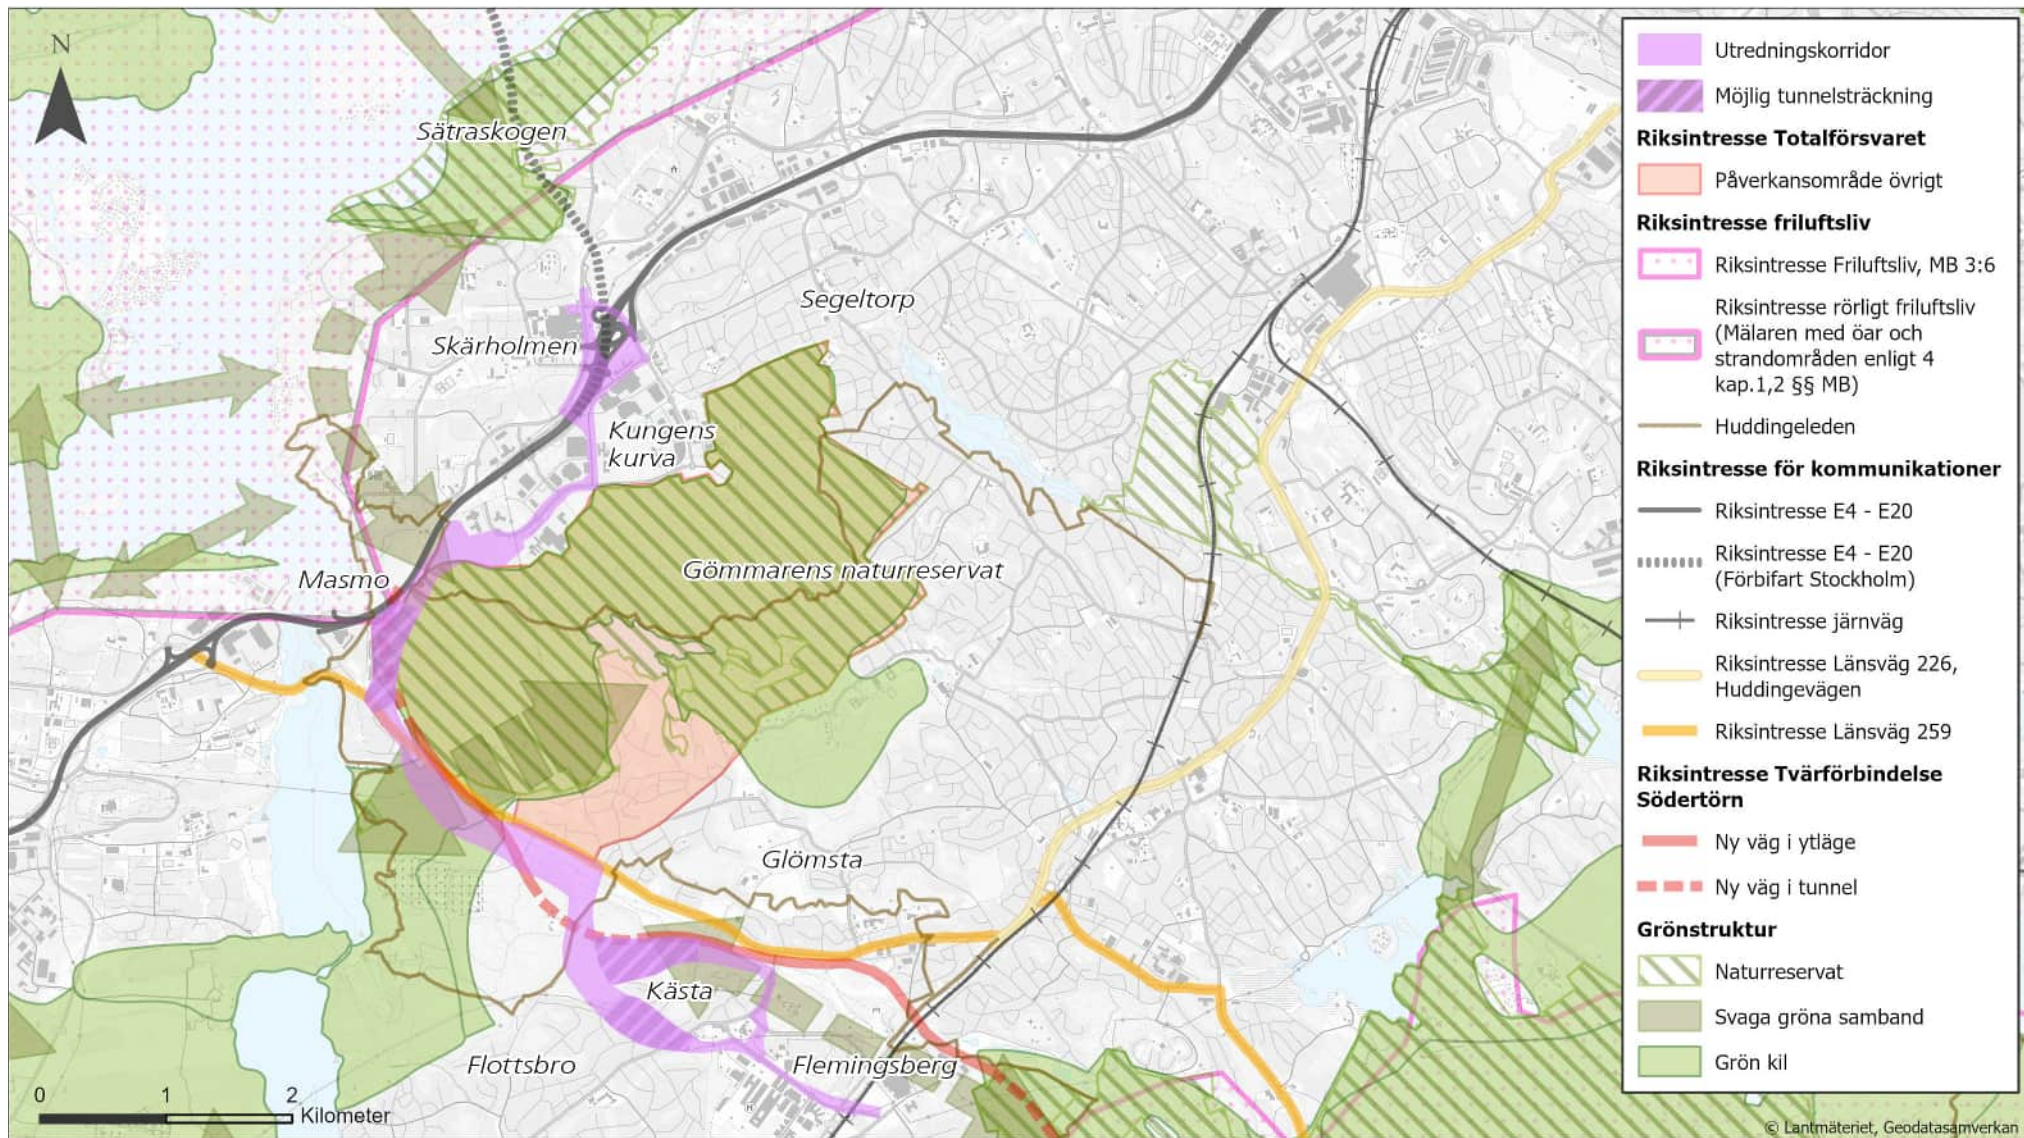 N
Sätraskogen
Segeltorp
Skärholmen
Kungens
kurva
Gömmarens naturreservat
Masmo
Glömsta
Kästa
Flottsbro
Flemingsberg
0 1 2
Kilometer
Utredningskorridor
Möjlig tunnelsträckning
Riksintresse Totalförsvaret
Påverkansområde övrigt
Riksintresse friluftsliv
Riksintresse Friluftsliv, MB 3:6
Riksintresse rörligt friluftsliv
(Mälaren med öar och
strandområden enligt 4
kap.1,2 §§ MB)
Huddingeleden
Riksintresse för kommunikationer
Riksintresse E4 - E20
Riksintresse E4 - E20
(Förbifart Stockholm)
Riksintresse järnväg
Riksintresse Länsväg 226,
Huddingevägen
Riksintresse Länsväg 259
Riksintresse Tvärförbindelse
Södertörn
Ny väg i ytläge
Ny väg i tunnel
Grönstruktur
Naturreservat
Svaga gröna samband
Grön kil
© Lantmäteriet, Geodatasamverkan